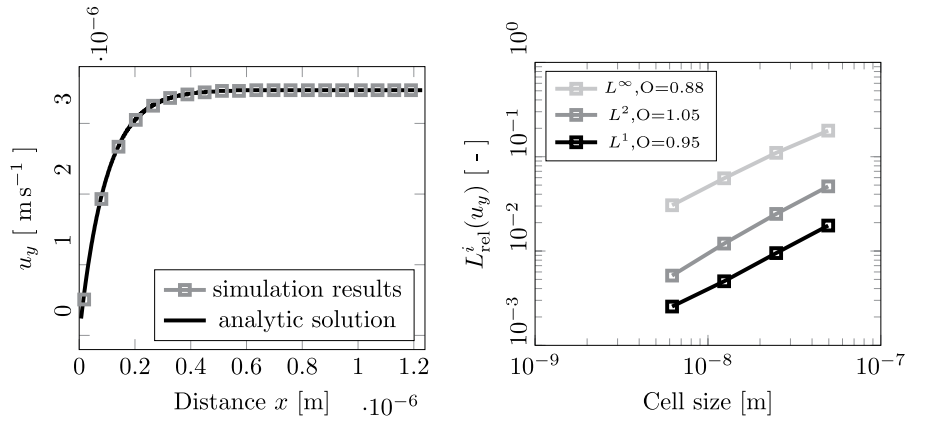 ·10⁻⁶
3
2
1
0
u_y [ m s⁻¹ ]
simulation results
analytic solution
0 0.2 0.4 0.6 0.8 1 1.2
Distance x [m] ·10⁻⁶
10⁰
10⁻¹
10⁻²
10⁻³
Lⁱ_rel(u_y) [ - ]
L^∞,O=0.88
L²,O=1.05
L¹,O=0.95
10⁻⁹ 10⁻⁸ 10⁻⁷
Cell size [m]